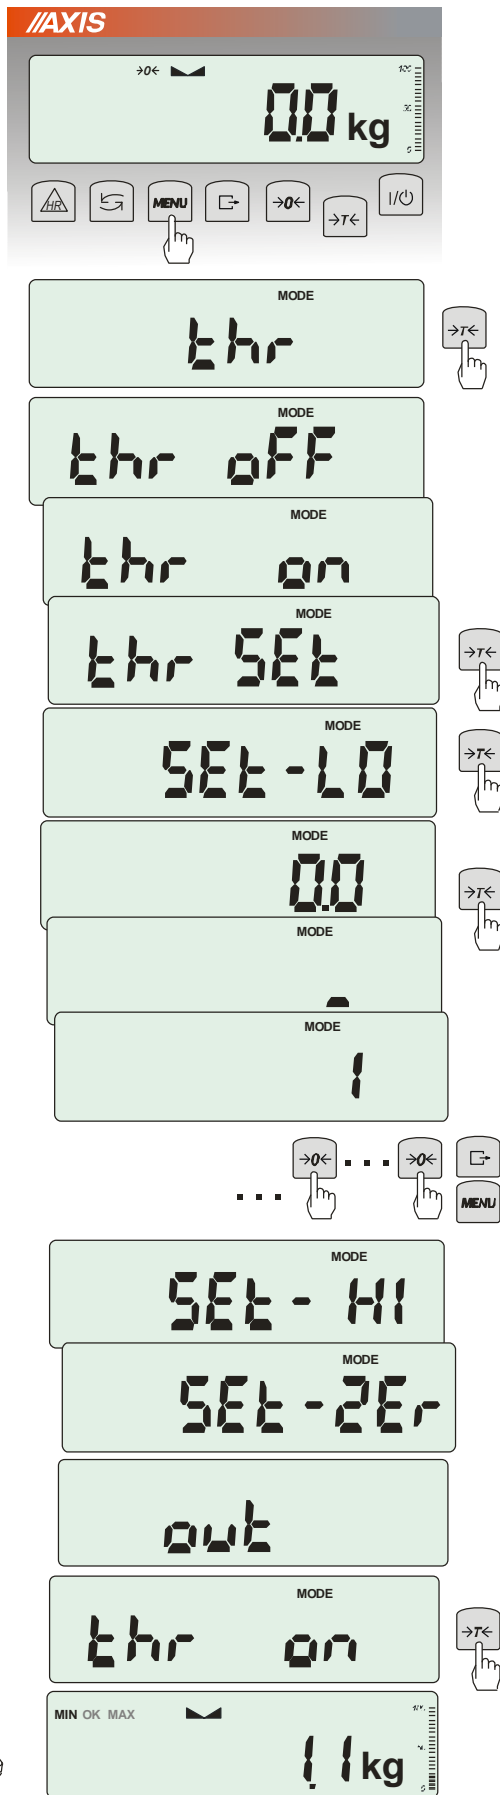 AXIS
→0←
0.0 kg
HR MENU →0← →T← I/⏻
MODE
thr
→T←
MODE
thr oFF
MODE
thr on
MODE
thr SEt
→T←
MODE
SEt-LO
→T←
MODE
0.0
→T←
MODE
MODE
1
→0← ... →0←
... MENU
MODE
SEt- HI
MODE
SEt-2Er
out
MODE
thr on
→T←
MIN OK MAX
1.1 kg